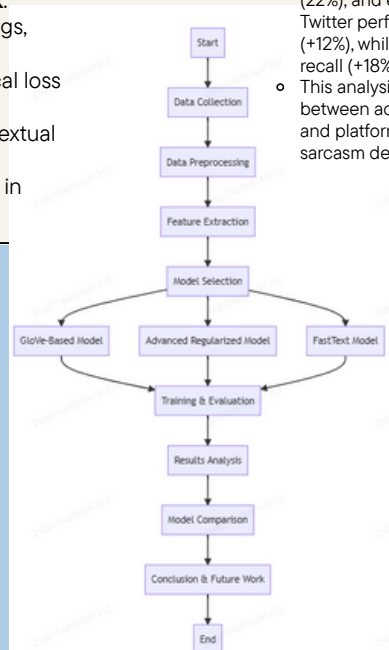 gs,
al loss
extual
in
Start
Data Collection
Data Preprocessing
Feature Extraction
Model Selection
GloVe-Based Model
Advanced Regularized Model
FastText Model
Training & Evaluation
Results Analysis
Model Comparison
Conclusion & Future Work
End
(22%), and
Twitter perf
(+12%), whil
recall (+18%
This analysi
between ac
and platforr
sarcasm de